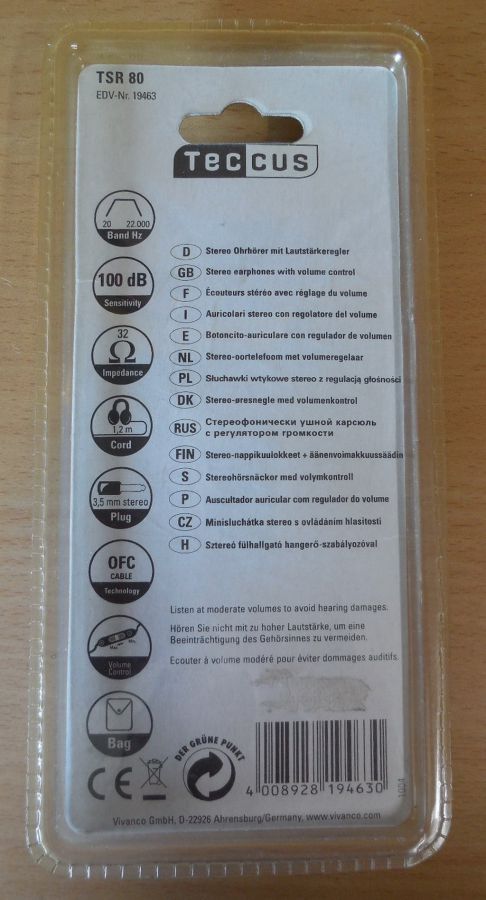 TSR 80
EDV-Nr. 19463
TECCUS
20 22.000
Band Hz
100 dB
Sensitivity
32
Ω
Impedance
1,2 m
Cord
3,5 mm stereo
Plug
OFC
CABLE
Technology
Volume
Control
Bag
D Stereo Ohrhörer mit Lautstärkeregler
GB Stereo earphones with volume control
F Écouteurs stéréo avec réglage du volume
I Auricolari stereo con regolatore del volume
E Botoncito-auriculare con regulador de volumen
NL Stereo-oortelefoom met volumeregelaar
PL Słuchawki wtykowe stereo z regulacją głośności
DK Stereo-øresnegle med volumenkontrol
RUS Стереофонически ушной карсюль
с регулятором громкости
FIN Stereo-nappikuulokkeet + äänenvoimakkuussäädin
S Stereohörsnäckor med volymkontroll
P Auscultador auricular com regulador do volume
CZ Minisluchátka stereo s ovládáním hlasitosti
H Sztereó fülhallgató hangerő-szabályozóval
Listen at moderate volumes to avoid hearing damages.
Hören Sie nicht mit zu hoher Lautstärke, um eine
Beeinträchtigung des Gehörsinnes zu vermeiden.
Ecouter à volume modéré pour éviter dommages auditifs.
CE
DER GRÜNE PUNKT
4 008928 194630
1004
Vivanco GmbH, D-22926 Ahrensburg/Germany, www.vivanco.com